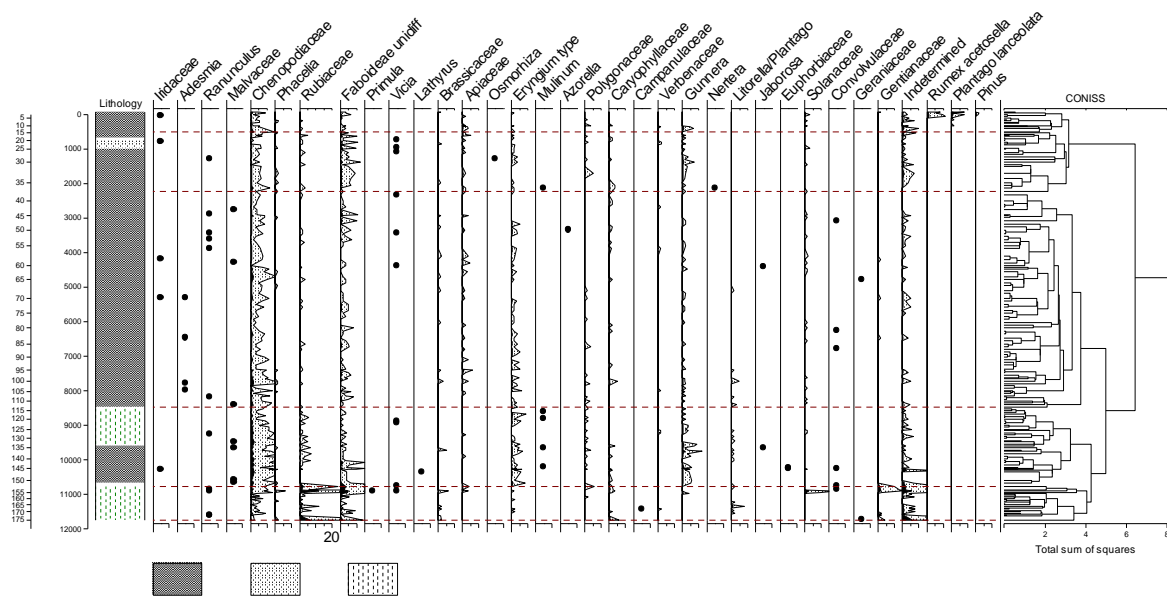 Iridaceae
Adesmia
Ranunculus
Malvaceae
Chenopodiaceae
Phacelia
Rubiaceae
Faboideae unidiff
Primula
Vicia
Lathyrus
Brassicaceae
Apiaceae
Osmorhiza
Eryngium type
Mulinum
Azorella
Polygonaceae
Caryophyllaceae
Campanulaceae
Verbenaceae
Gunnera
Nertera
Litorella/Plantago
Jaborosa
Euphorbiaceae
Solanaceae
Convolvulaceae
Geraniaceae
Gentianaceae
Indetermined
Rumex acetosella
Plantago lanceolata
Pinus
Lithology
CONISS
5
15
20
25
30
35
40
45
50
55
60
65
70
75
80
85
90
95
100
105
110
115
120
125
130
135
140
145
150
155
165
170
175
0
1000
2000
3000
4000
5000
6000
7000
8000
9000
10000
11000
12000
20
2 4 6 8
Total sum of squares